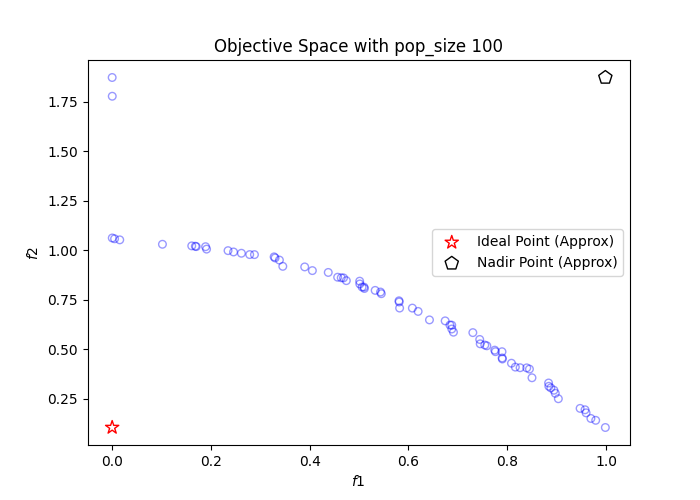 Objective Space with pop_size 100
f2
1.75
1.50
1.25
1.00
0.75
0.50
0.25
Ideal Point (Approx)
Nadir Point (Approx)
0.0 0.2 0.4 0.6 0.8 1.0
f1